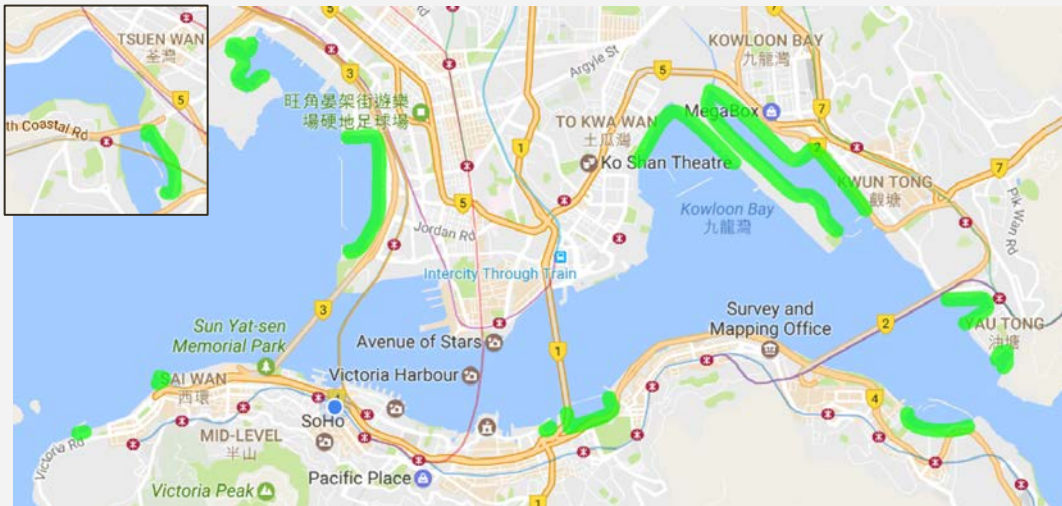 TSUEN WAN
荃灣
5
th Coastal Rd
5
Rd
3
Argyle St
5
7
KOWLOON BAY
九龍灣
旺角晏架街遊樂
場硬地足球場
1
TO KWA WAN
土瓜灣
MegaBox
7
Ko Shan Theatre
2
7
5
KWUN TONG
觀塘
Pik Wan Rd
Jordan Rd
Kowloon Bay
九龍灣
Intercity Through Train
3
Sun Yat-sen
Memorial Park
Survey and
Mapping Office
2
YAU TONG
油塘
Avenue of Stars
1
SAI WAN
西環
Victoria Harbour
4
4
SoHo
Victoria Rd
MID-LEVEL
半山
Pacific Place
Victoria Peak
1